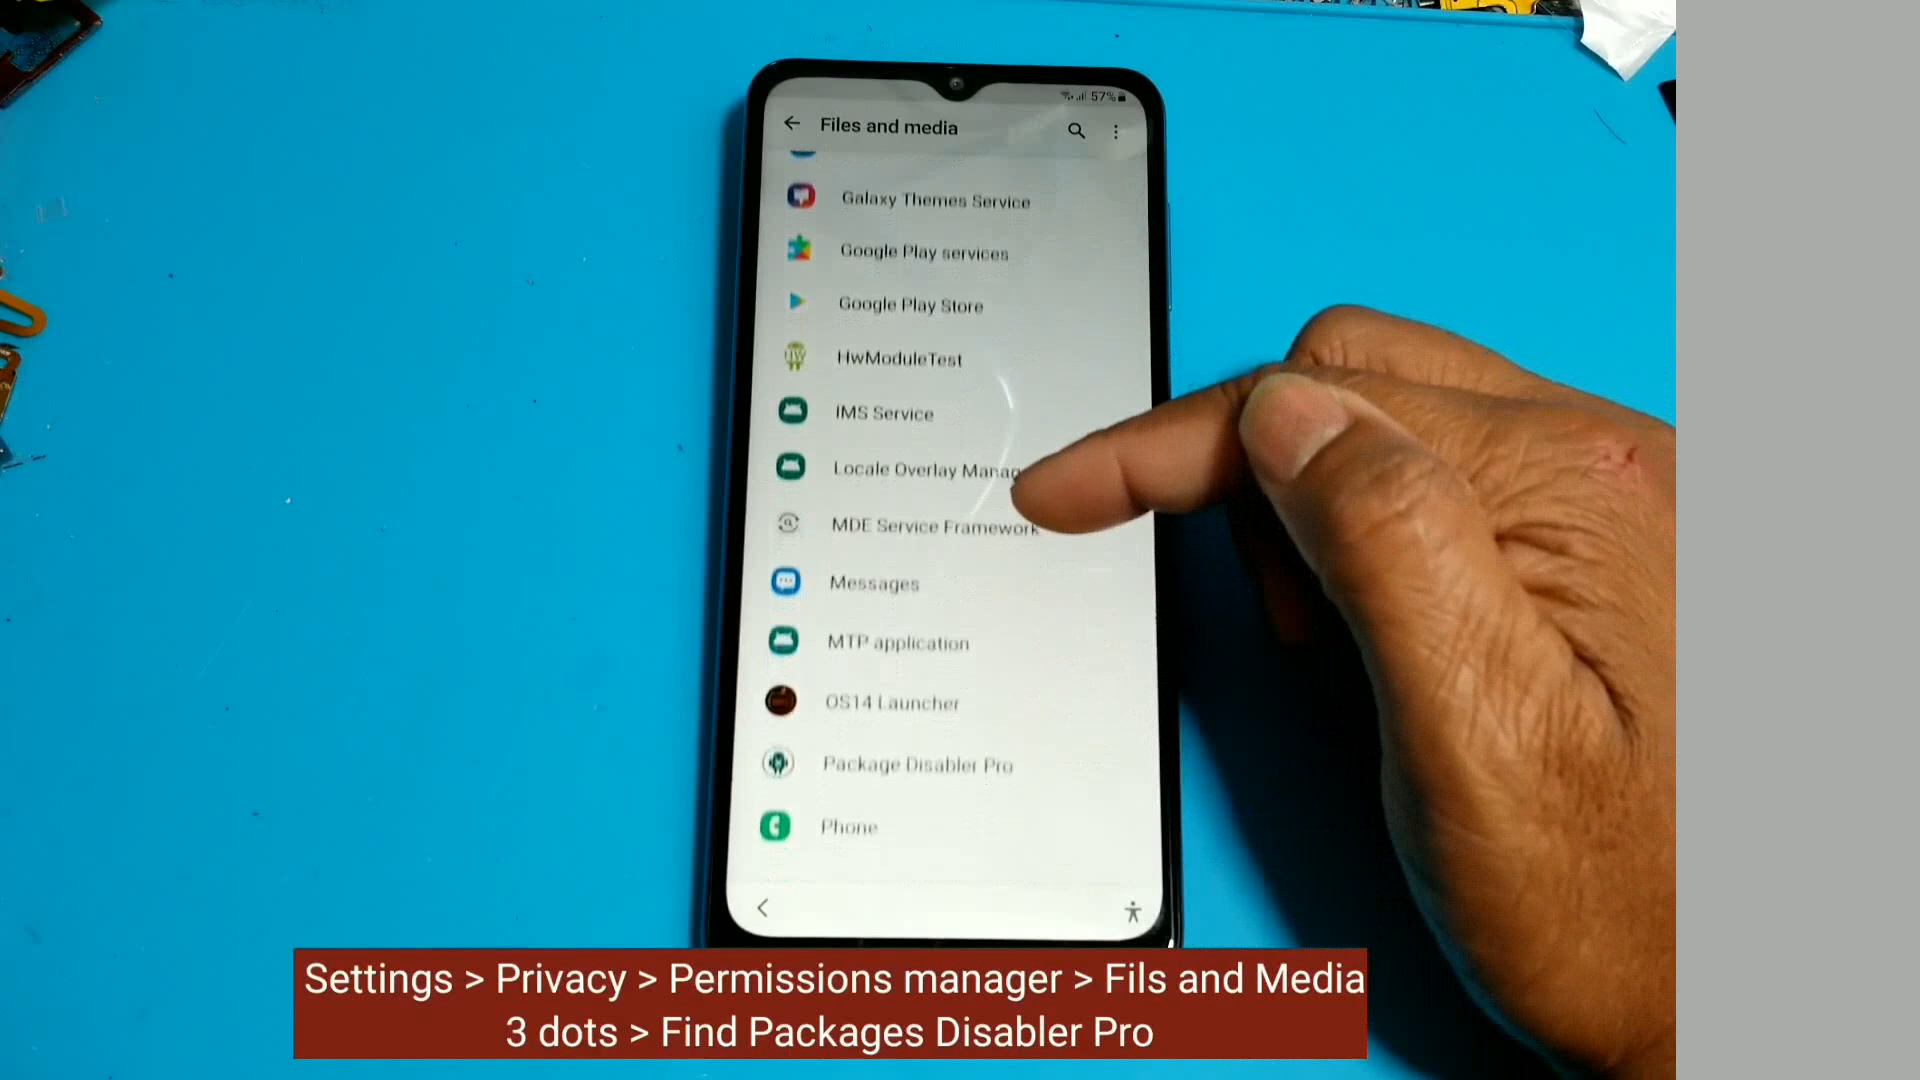 57%
Files and media
Galaxy Themes Service
Google Play services
Google Play Store
HwModuleTest
IMS Service
Locale Overlay Manag
MDE Service Framework
Messages
MTP application
OS14 Launcher
Package Disabler Pro
Phone
Settings > Privacy > Permissions manager > Fils and Media
3 dots > Find Packages Disabler Pro